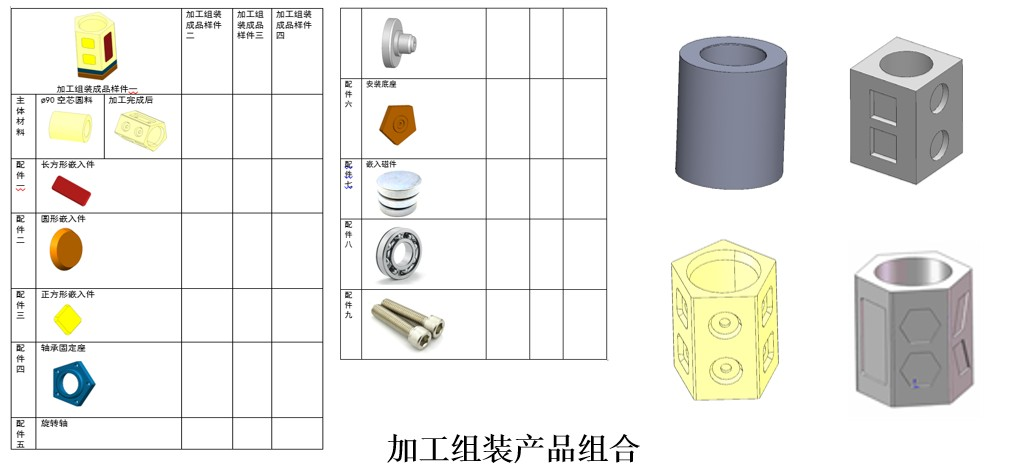 加工组装成品样件一
加工组装
成品样件
二
加工组
装成品
样件三
加工组装
成品样件
四
主体材料
ø90 空芯圆料
加工完成后
配件一
长方形嵌入件
配件二
圆形嵌入件
配件三
正方形嵌入件
配件四
轴承固定座
配件五
旋转轴
配件六
安装底座
配件七
嵌入磁件
配件八
配件九
加工组装产品组合